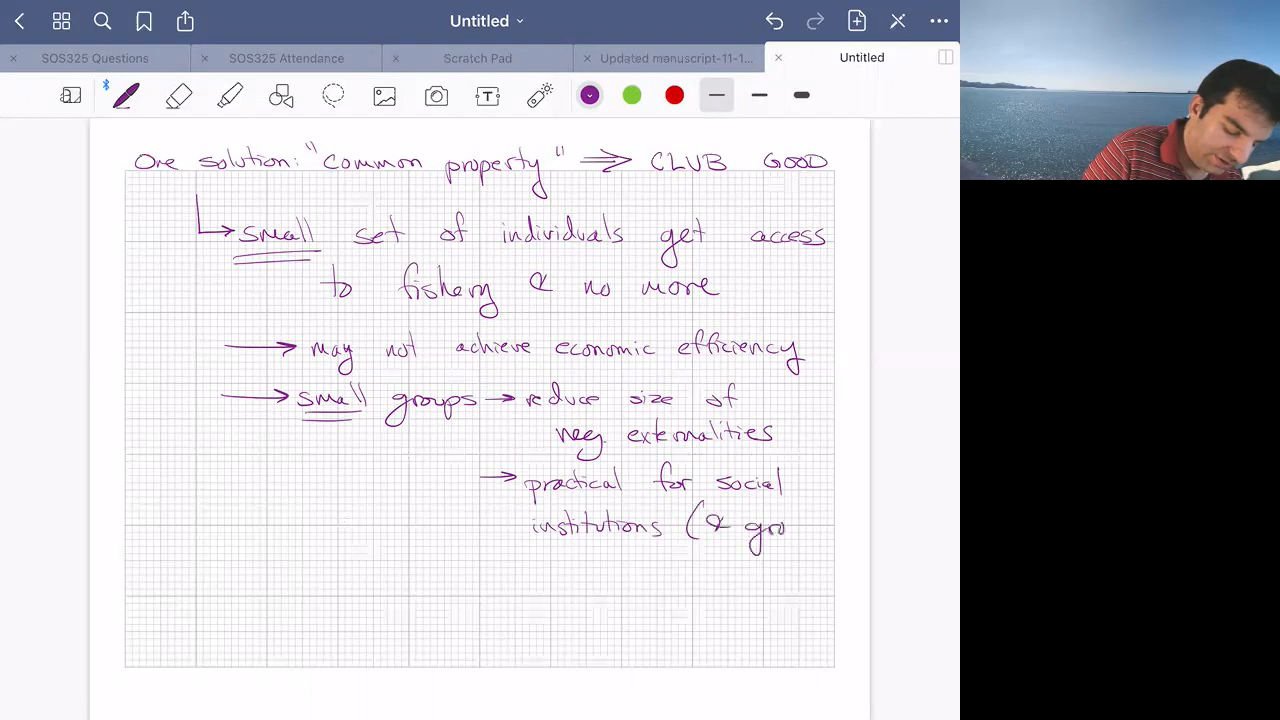 Untitled
SOS325 Questions
SOS325 Attendance
Scratch Pad
Updated manuscript-11-1...
Untitled
One solution: "Common property" ⟹ CLUB GOOD
↳ small set of individuals get access
to fishery & no more
→ may not achieve economic efficiency
→ small groups → reduce size of
neg. externalities
→ practical for social
institutions (& gro